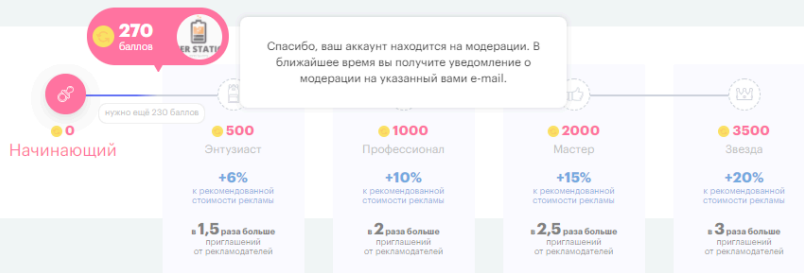 270
баллов
ER STATIO
Спасибо, ваш аккаунт находится на модерации. В
ближайшее время вы получите уведомление о
модерации на указанный вами e-mail.
нужно ещё 230 баллов
0
Начинающий
500
Энтузиаст
+6%
к рекомендованной
стоимости рекламы
в 1,5 раза больше
приглашений
от рекламодателей
1000
Профессионал
+10%
к рекомендованной
стоимости рекламы
в 2 раза больше
приглашений
от рекламодателей
2000
Мастер
+15%
к рекомендованной
стоимости рекламы
в 2,5 раза больше
приглашений
от рекламодателей
3500
Звезда
+20%
к рекомендованной
стоимости рекламы
в 3 раза больше
приглашений
от рекламодателей